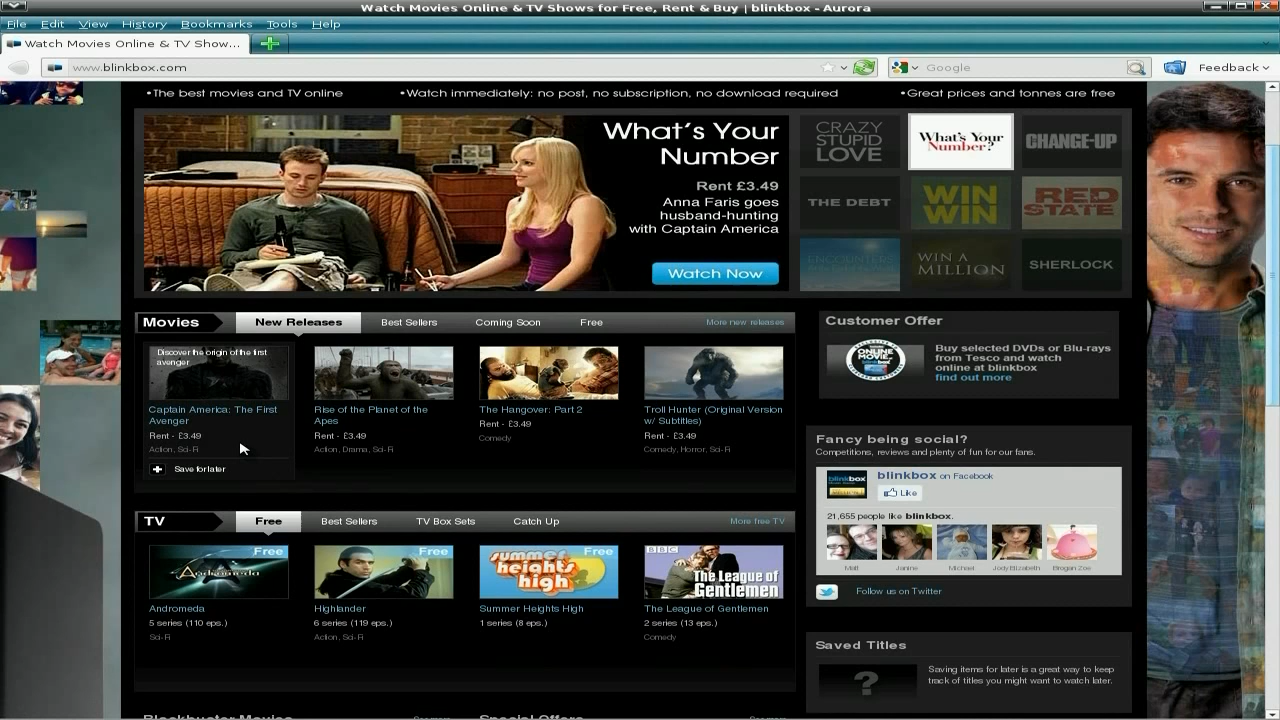 Watch Movies Online & TV Shows for Free, Rent & Buy | blinkbox - Aurora
File Edit View History Bookmarks Tools Help
Watch Movies Online & TV Show...
www.blinkbox.com
Google
Feedback
•The best movies and TV online
•Watch immediately: no post, no subscription, no download required
•Great prices and tonnes are free
What's Your
Number
Rent £3.49
Anna Faris goes
husband-hunting
with Captain America
Watch Now
CRAZY
STUPID
LOVE
What's Your
Number?
CHANGE-UP
THE DEBT
WIN
WIN
RED
STATE
ENCOUNTERS
WIN A
MILLION
SHERLOCK
Movies
New Releases
Best Sellers
Coming Soon
Free
More new releases
Discover the origin of the first
avenger
Captain America: The First
Avenger
Rent - £3.49
Action, Sci-Fi
Save for later
Rise of the Planet of the
Apes
Rent - £3.49
Action, Drama, Sci-Fi
The Hangover: Part 2
Rent - £3.49
Comedy
Troll Hunter (Original Version
w/ Subtitles)
Rent - £3.49
Comedy, Horror, Sci-Fi
Customer Offer
ONLINE
MOVIE
blinkbox
Buy selected DVDs or Blu-rays
from Tesco and watch
online at blinkbox
find out more
Fancy being social?
Competitions, reviews and plenty of fun for our fans.
blinkbox
blinkbox on Facebook
Like
21,655 people like blinkbox.
Matt
Janine
Michael
Jody Elizabeth
Brogan Zoe
Follow us on Twitter
TV
Free
Best Sellers
TV Box Sets
Catch Up
More free TV
Free
Andromeda
Andromeda
5 series (110 eps.)
Sci-Fi
Free
Highlander
6 series (119 eps.)
Action, Sci-Fi
Free
summer
heights
high
Summer Heights High
1 series (8 eps.)
BBC
The League of
Gentlemen
The League of Gentlemen
2 series (13 eps.)
Comedy
Saved Titles
?
Saving items for later is a great way to keep
track of titles you might want to watch later.
Blockbuster Movies
Special Offers